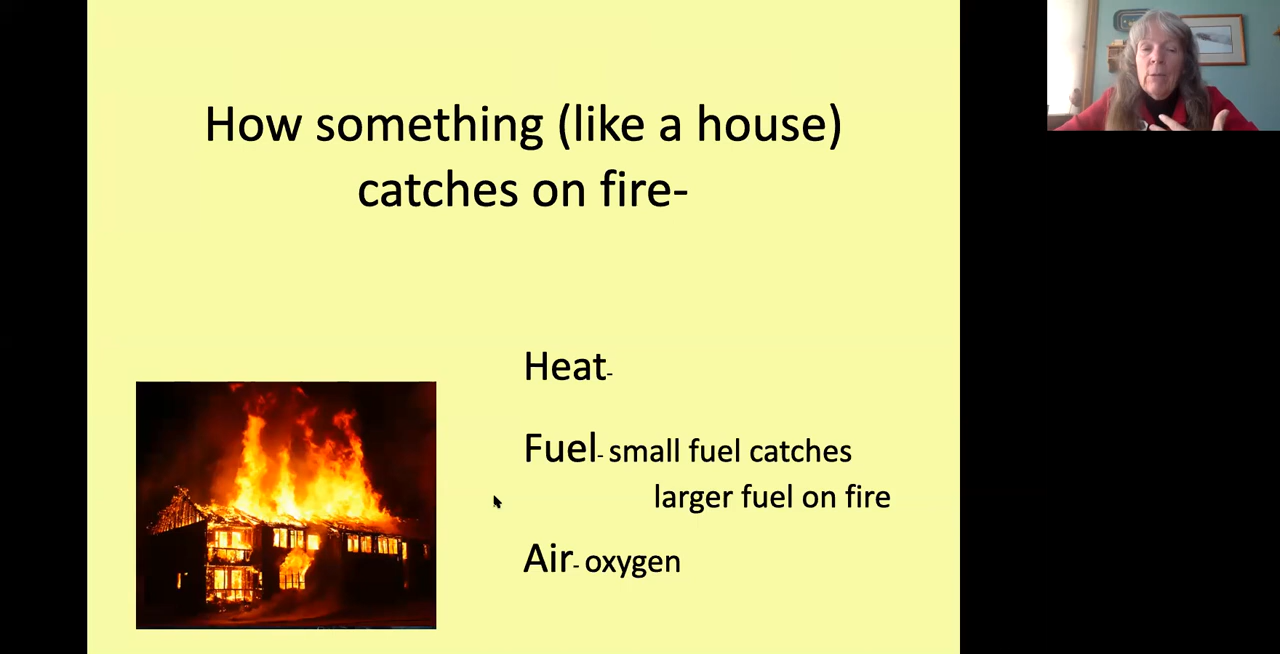 How something (like a house)
catches on fire-
Heat-
Fuel- small fuel catches
larger fuel on fire
Air- oxygen